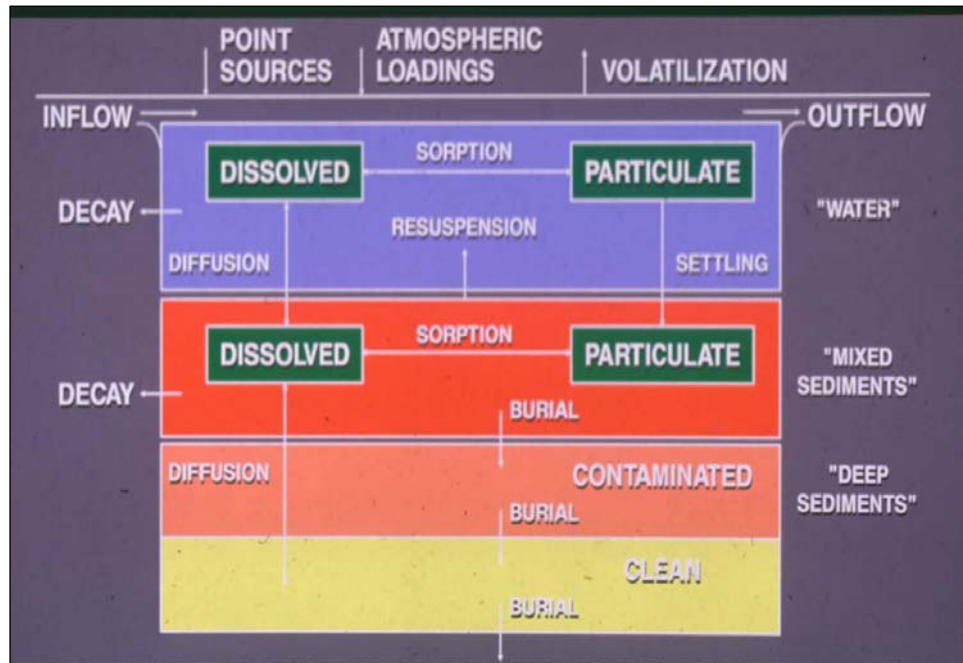 POINT
SOURCES
ATMOSPHERIC
LOADINGS
VOLATILIZATION
INFLOW
OUTFLOW
DISSOLVED
SORPTION
PARTICULATE
DECAY
"WATER"
RESUSPENSION
DIFFUSION
SETTLING
DISSOLVED
SORPTION
PARTICULATE
"MIXED
SEDIMENTS"
DECAY
BURIAL
DIFFUSION
CONTAMINATED
"DEEP
SEDIMENTS"
BURIAL
CLEAN
BURIAL